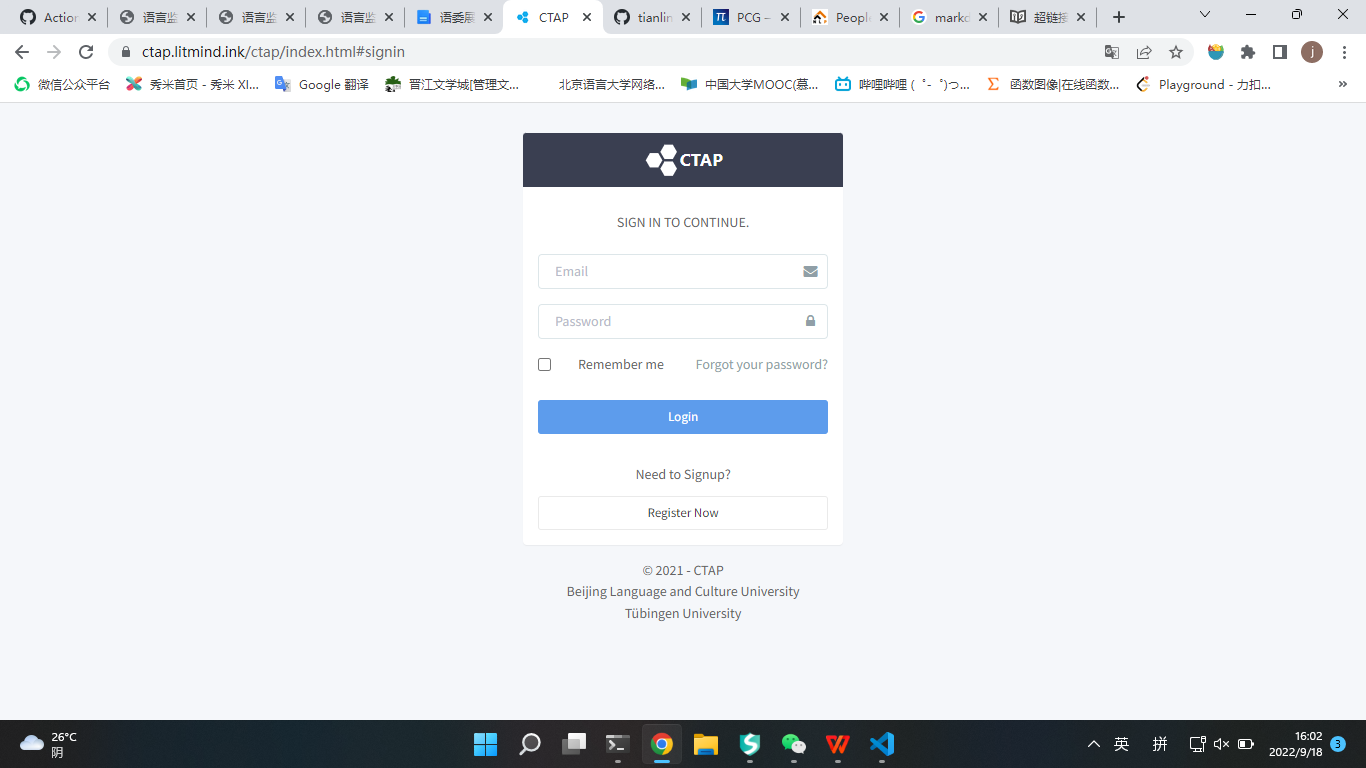 Action
语言监
语言监
语言监
语委展
CTAP
tianlin
PCG –
People
markd
超链接
ctap.litmind.ink/ctap/index.html#signin
j
微信公众平台
秀米首页 - 秀米 XI...
Google 翻译
晋江文学城[管理文...
北京语言大学网络...
中国大学MOOC(慕...
哔哩哔哩 (゜-゜)つ...
函数图像|在线函数...
Playground - 力扣...
CTAP
SIGN IN TO CONTINUE.
Email
Password
Remember me Forgot your password?
Login
Need to Signup?
Register Now
© 2021 - CTAP
Beijing Language and Culture University
Tübingen University
26°C
阴
英
拼
16:02
2022/9/18
3